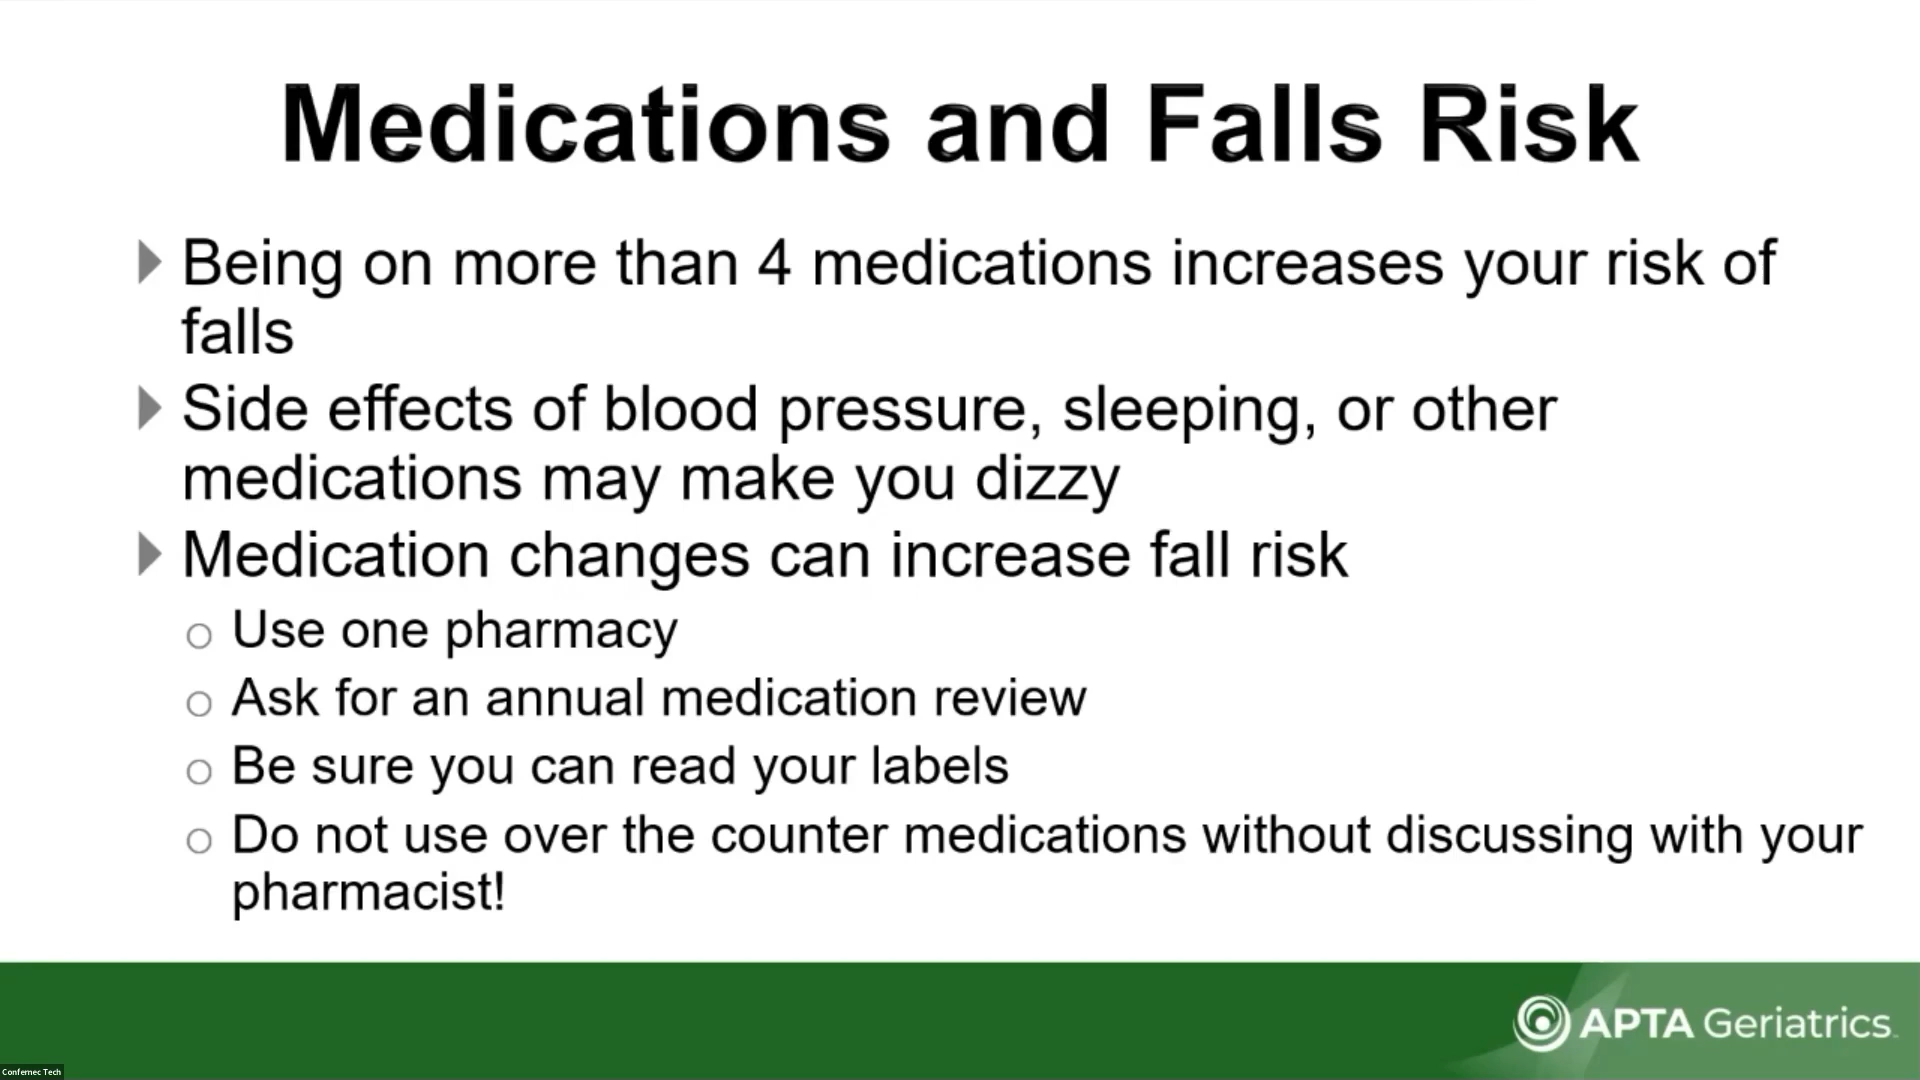 Medications and Falls Risk
Being on more than 4 medications increases your risk of
falls
Side effects of blood pressure, sleeping, or other
medications may make you dizzy
Medication changes can increase fall risk
Use one pharmacy
Ask for an annual medication review
Be sure you can read your labels
Do not use over the counter medications without discussing with your
pharmacist!
APTA Geriatrics
Confernec Tech